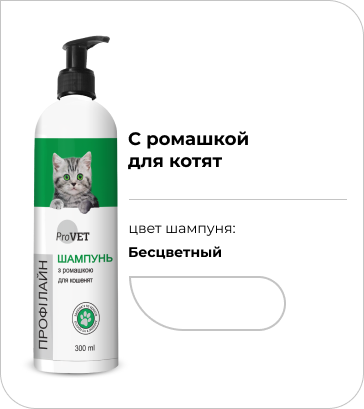 С ромашкой
для котят
цвет шампуня:
Бесцветный
ProVET
ПРОФІЛАЙН
ШАМПУНЬ
з ромашкою
для кошенят
300 ml